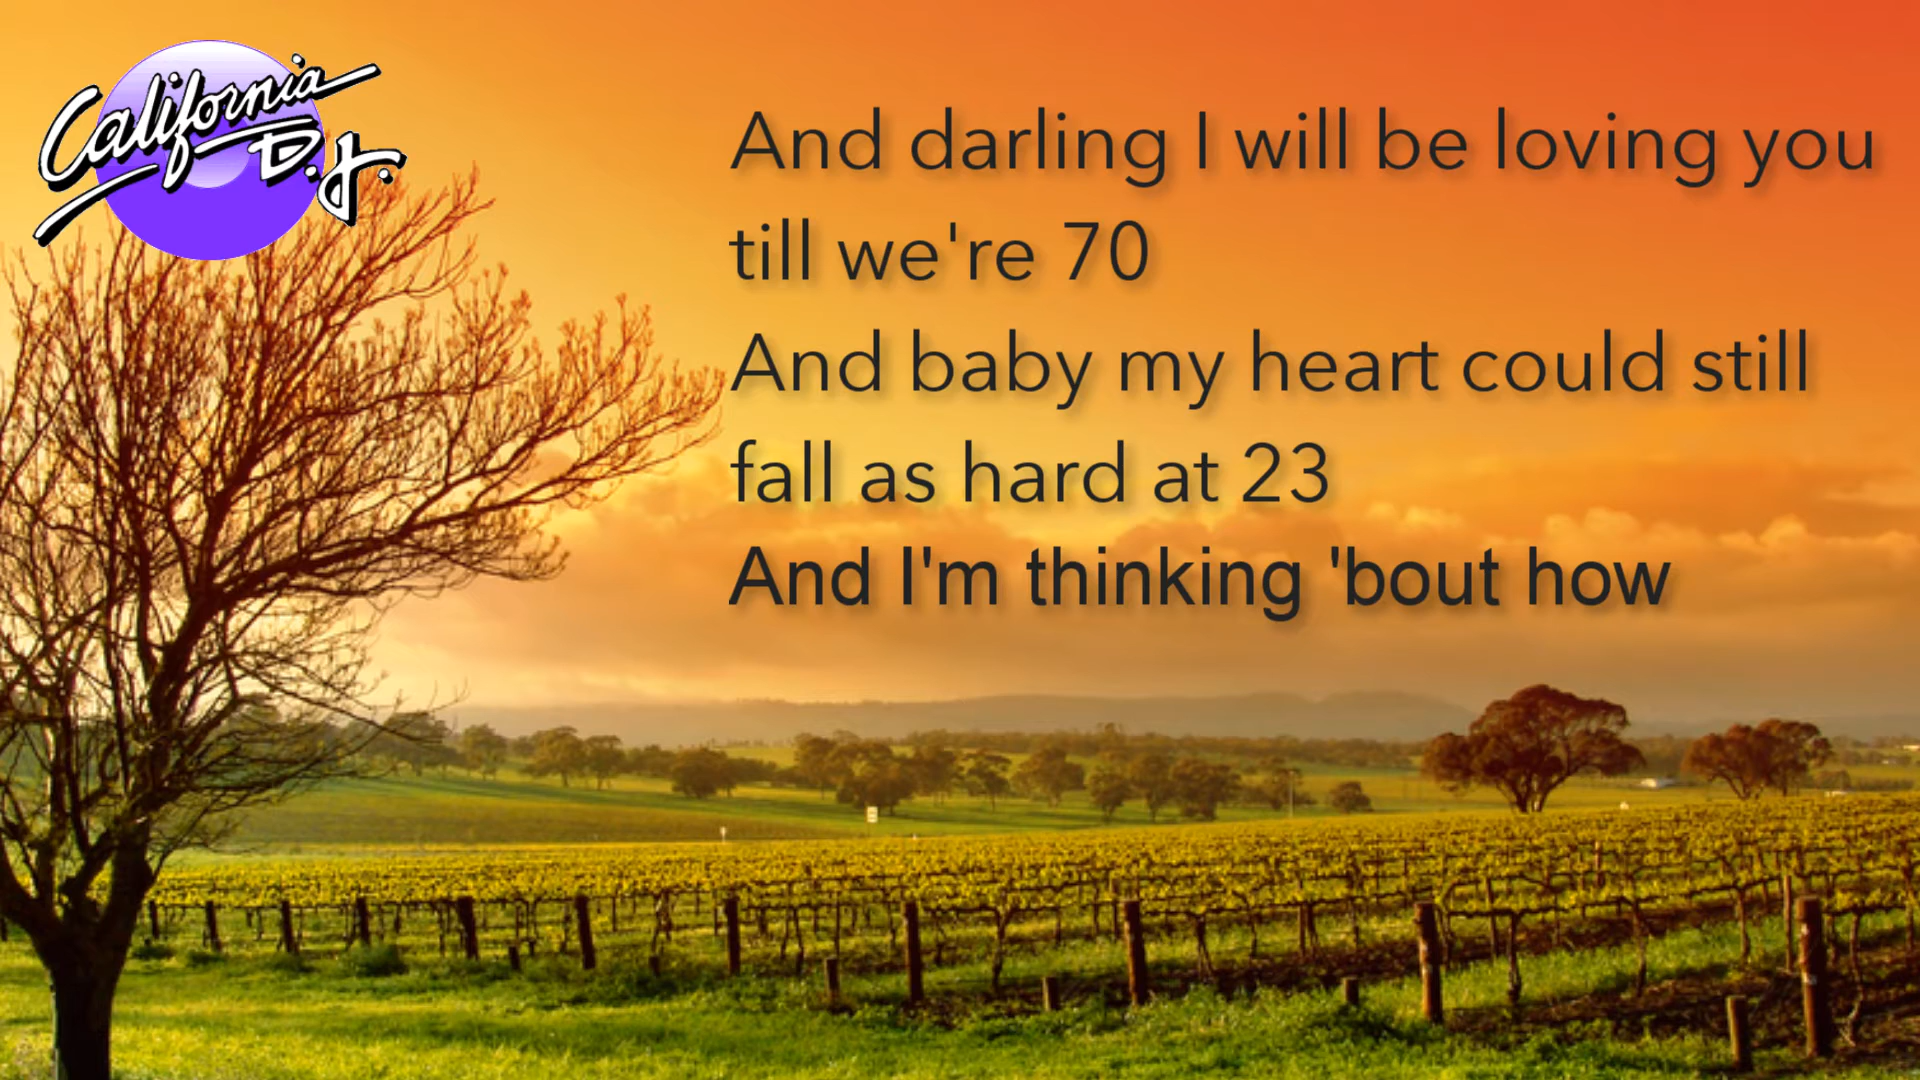 California
D.J.
And darling I will be loving you
till we're 70
And baby my heart could still
fall as hard at 23
And I'm thinking 'bout how